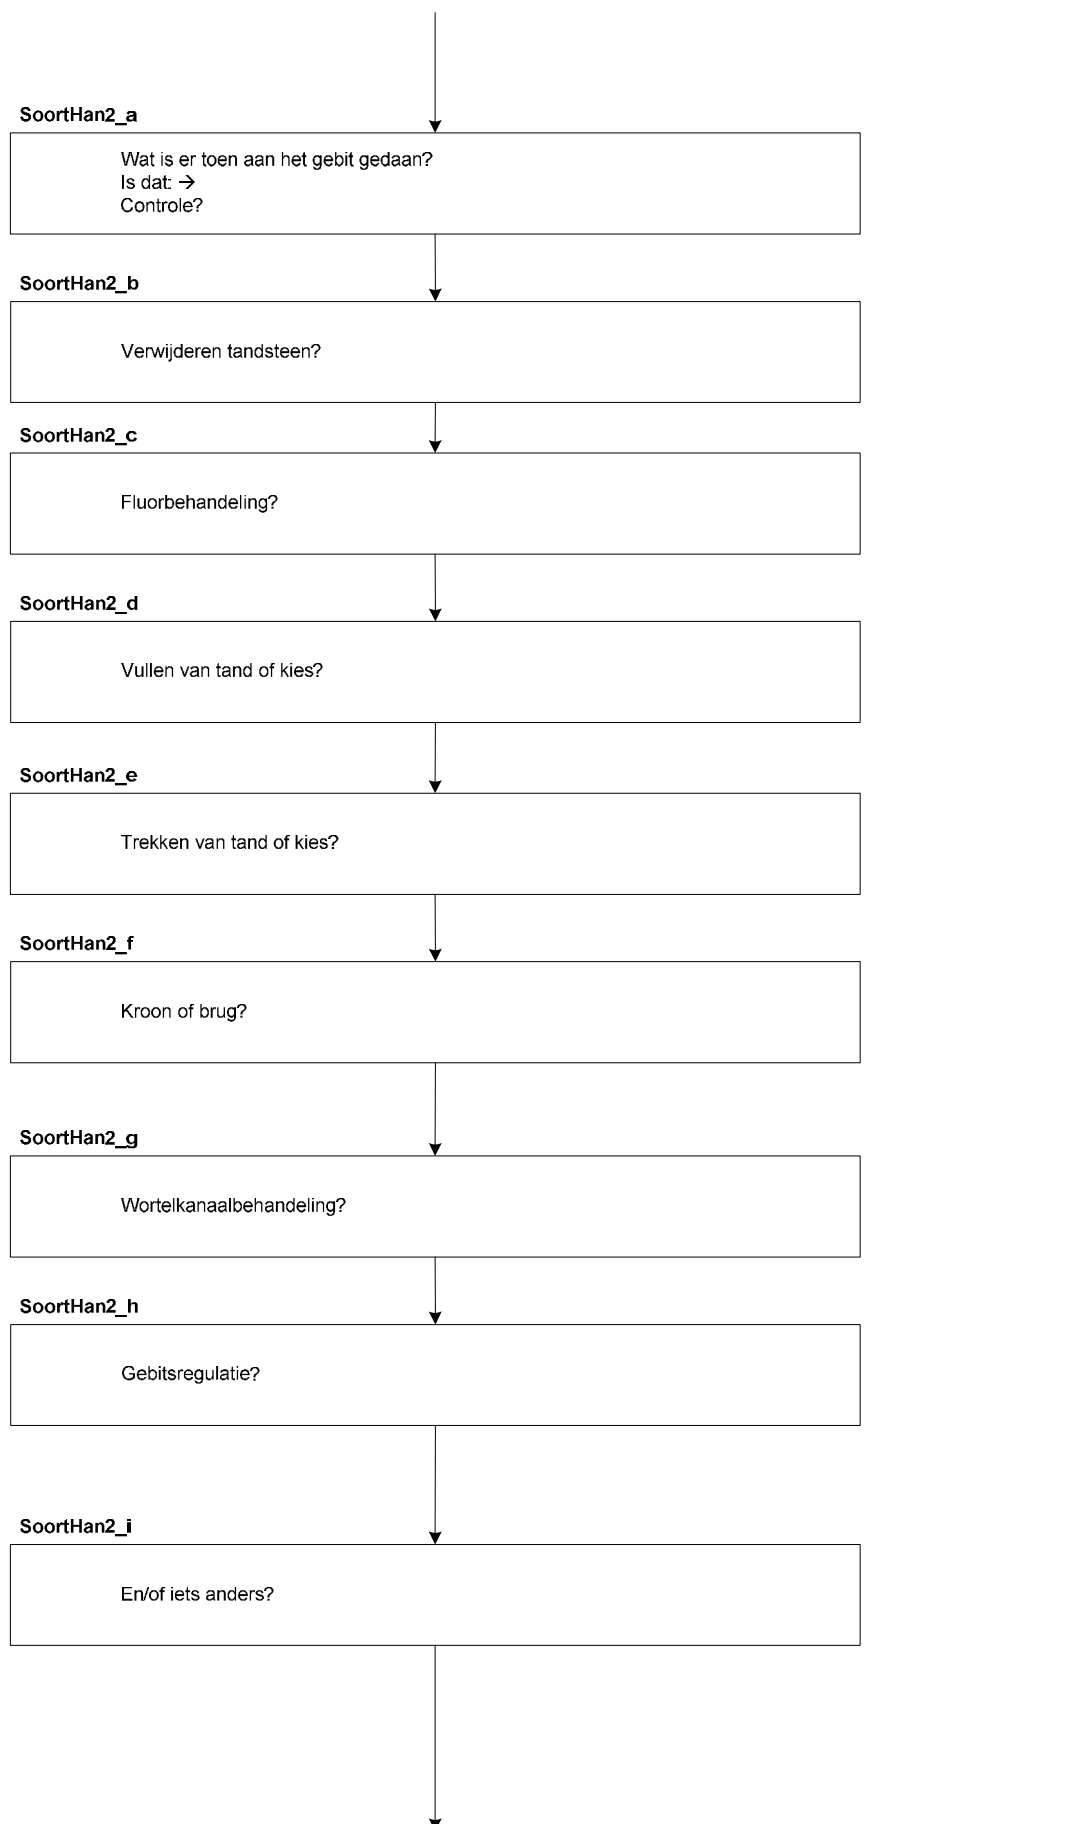 SoortHan2_a
Wat is er toen aan het gebit gedaan?
Is dat: →
Controle?
SoortHan2_b
Verwijderen tandsteen?
SoortHan2_c
Fluorbehandeling?
SoortHan2_d
Vullen van tand of kies?
SoortHan2_e
Trekken van tand of kies?
SoortHan2_f
Kroon of brug?
SoortHan2_g
Wortelkanaalbehandeling?
SoortHan2_h
Gebitsregulatie?
SoortHan2_i
En/of iets anders?